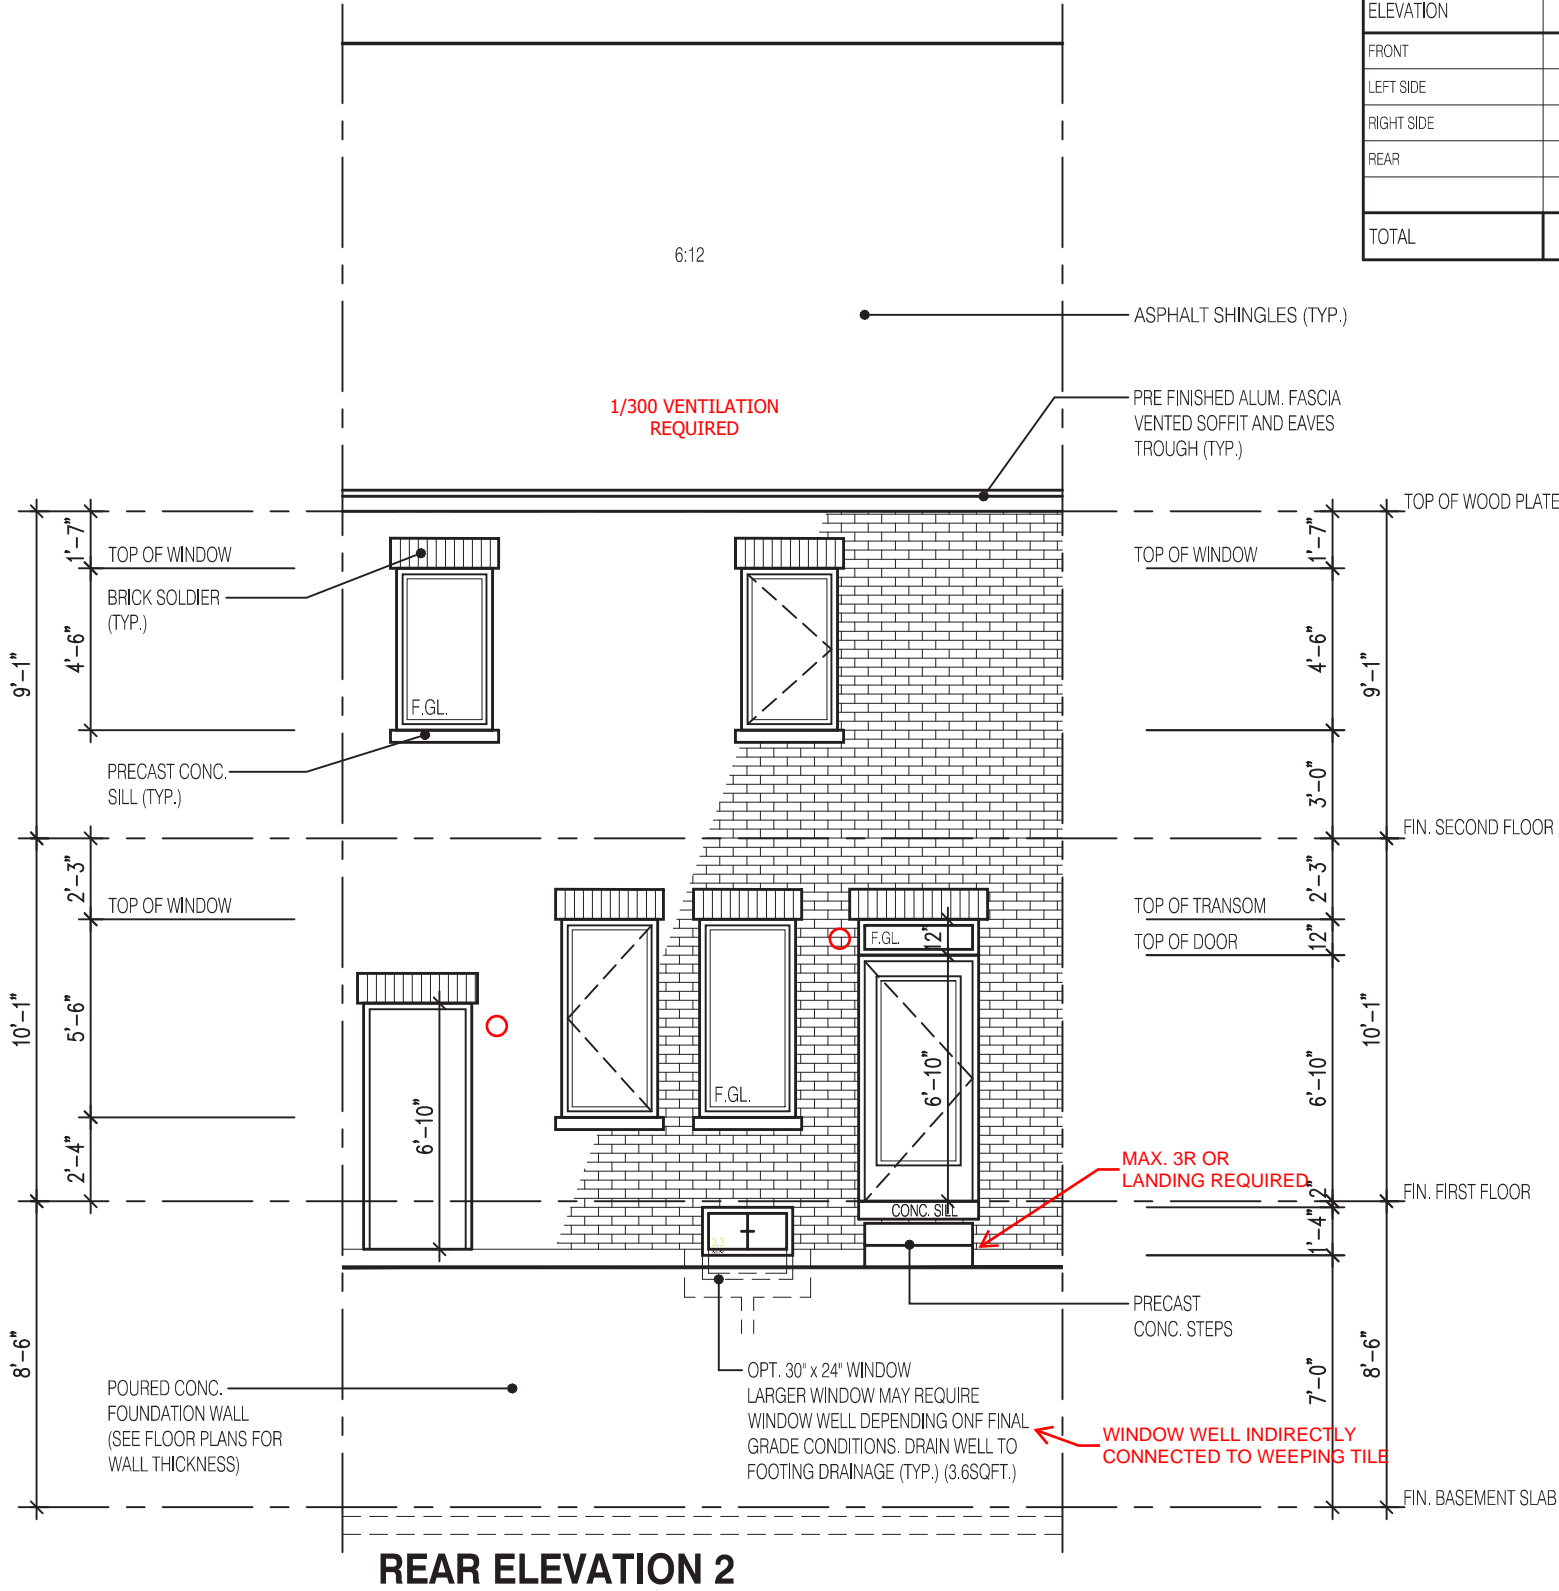 ELEVATION
FRONT
LEFT SIDE
RIGHT SIDE
REAR
TOTAL
6:12
ASPHALT SHINGLES (TYP.)
1/300 VENTILATION
REQUIRED
PRE FINISHED ALUM. FASCIA
VENTED SOFFIT AND EAVES
TROUGH (TYP.)
TOP OF WOOD PLATE
1'-7"
TOP OF WINDOW
BRICK SOLDIER
(TYP.)
4'-6"
9'-1"
F.GL.
PRECAST CONC.
SILL (TYP.)
TOP OF WINDOW
1'-7"
4'-6"
9'-1"
3'-0"
FIN. SECOND FLOOR
2'-3"
TOP OF WINDOW
10'-1"
5'-6"
2'-4"
6'-10"
F.GL.
F.GL.
12"
6'-10"
CONC. SILL
2'-3"
TOP OF TRANSOM
TOP OF DOOR
12"
10'-1"
6'-10"
MAX. 3R OR
LANDING REQUIRED
2"
FIN. FIRST FLOOR
1'-4"
3.3
PRECAST
CONC. STEPS
8'-6"
POURED CONC.
FOUNDATION WALL
(SEE FLOOR PLANS FOR
WALL THICKNESS)
OPT. 30" x 24" WINDOW
LARGER WINDOW MAY REQUIRE
WINDOW WELL DEPENDING ONF FINAL
GRADE CONDITIONS. DRAIN WELL TO
FOOTING DRAINAGE (TYP.) (3.6SQFT.)
7'-0"
8'-6"
WINDOW WELL INDIRECTLY
CONNECTED TO WEEPING TILE
FIN. BASEMENT SLAB
REAR ELEVATION 2